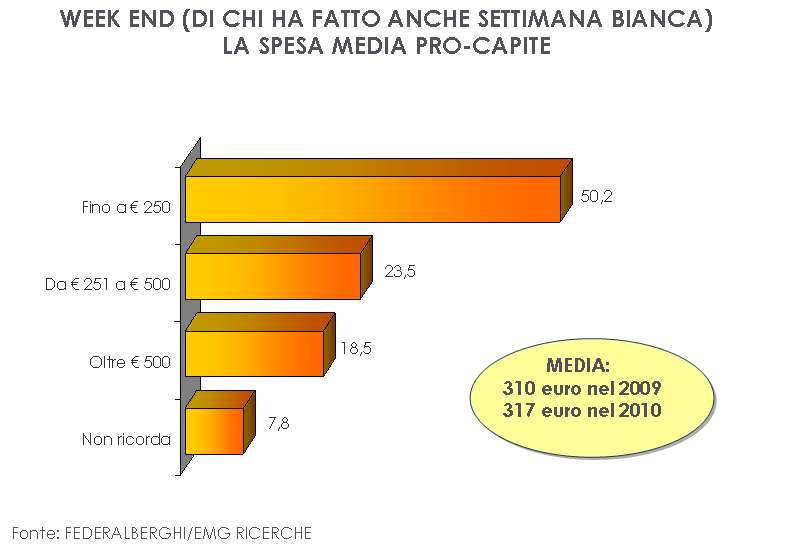 WEEK END (DI CHI HA FATTO ANCHE SETTIMANA BIANCA)
LA SPESA MEDIA PRO-CAPITE
Fino a € 250
50,2
Da € 251 a € 500
23,5
Oltre € 500
18,5
Non ricorda
7,8
MEDIA:
310 euro nel 2009
317 euro nel 2010
Fonte: FEDERALBERGHI/EMG RICERCHE